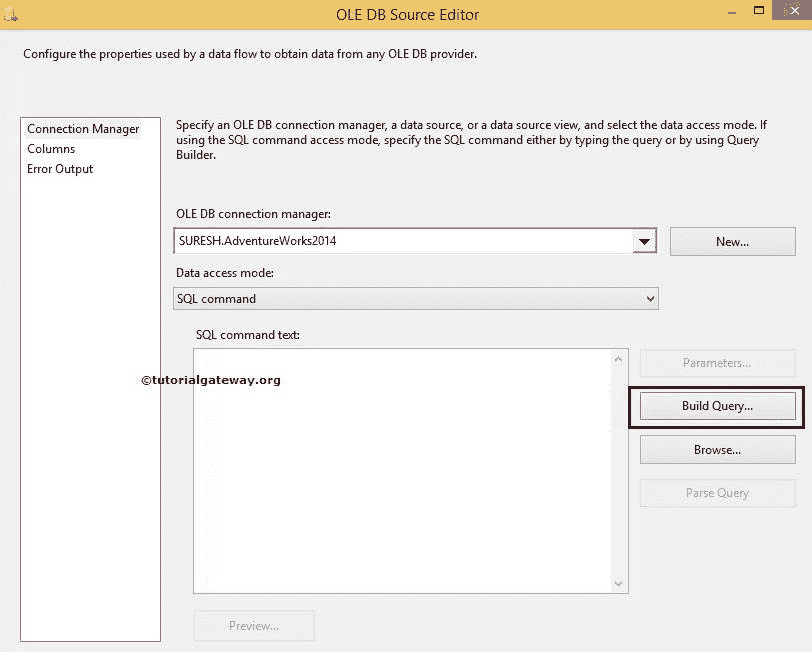 OLE DB Source Editor
Configure the properties used by a data flow to obtain data from any OLE DB provider.
Connection Manager
Columns
Error Output
Specify an OLE DB connection manager, a data source, or a data source view, and select the data access mode. If
using the SQL command access mode, specify the SQL command either by typing the query or by using Query
Builder.
OLE DB connection manager:
SURESH.AdventureWorks2014
New...
Data access mode:
SQL command
SQL command text:
©tutorialgateway.org
Parameters...
Build Query...
Browse...
Parse Query
Preview...